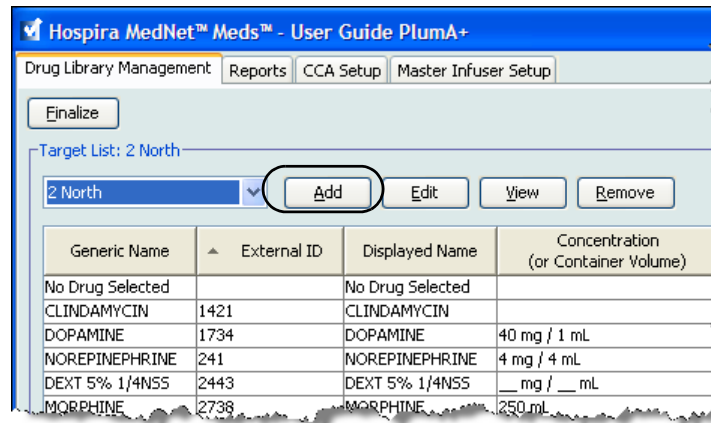 Hospira MedNet™ Meds™ - User Guide PlumA+
Drug Library Management Reports CCA Setup Master Infuser Setup
Finalize
Target List: 2 North
2 North Add Edit View Remove
Generic Name External ID Displayed Name Concentration
(or Container Volume)
No Drug Selected No Drug Selected
CLINDAMYCIN 1421 CLINDAMYCIN
DOPAMINE 1734 DOPAMINE 40 mg / 1 mL
NOREPINEPHRINE 241 NOREPINEPHRINE 4 mg / 4 mL
DEXT 5% 1/4NSS 2443 DEXT 5% 1/4NSS __ mg / __ mL
MORPHINE 2738 MORPHINE 250 mL